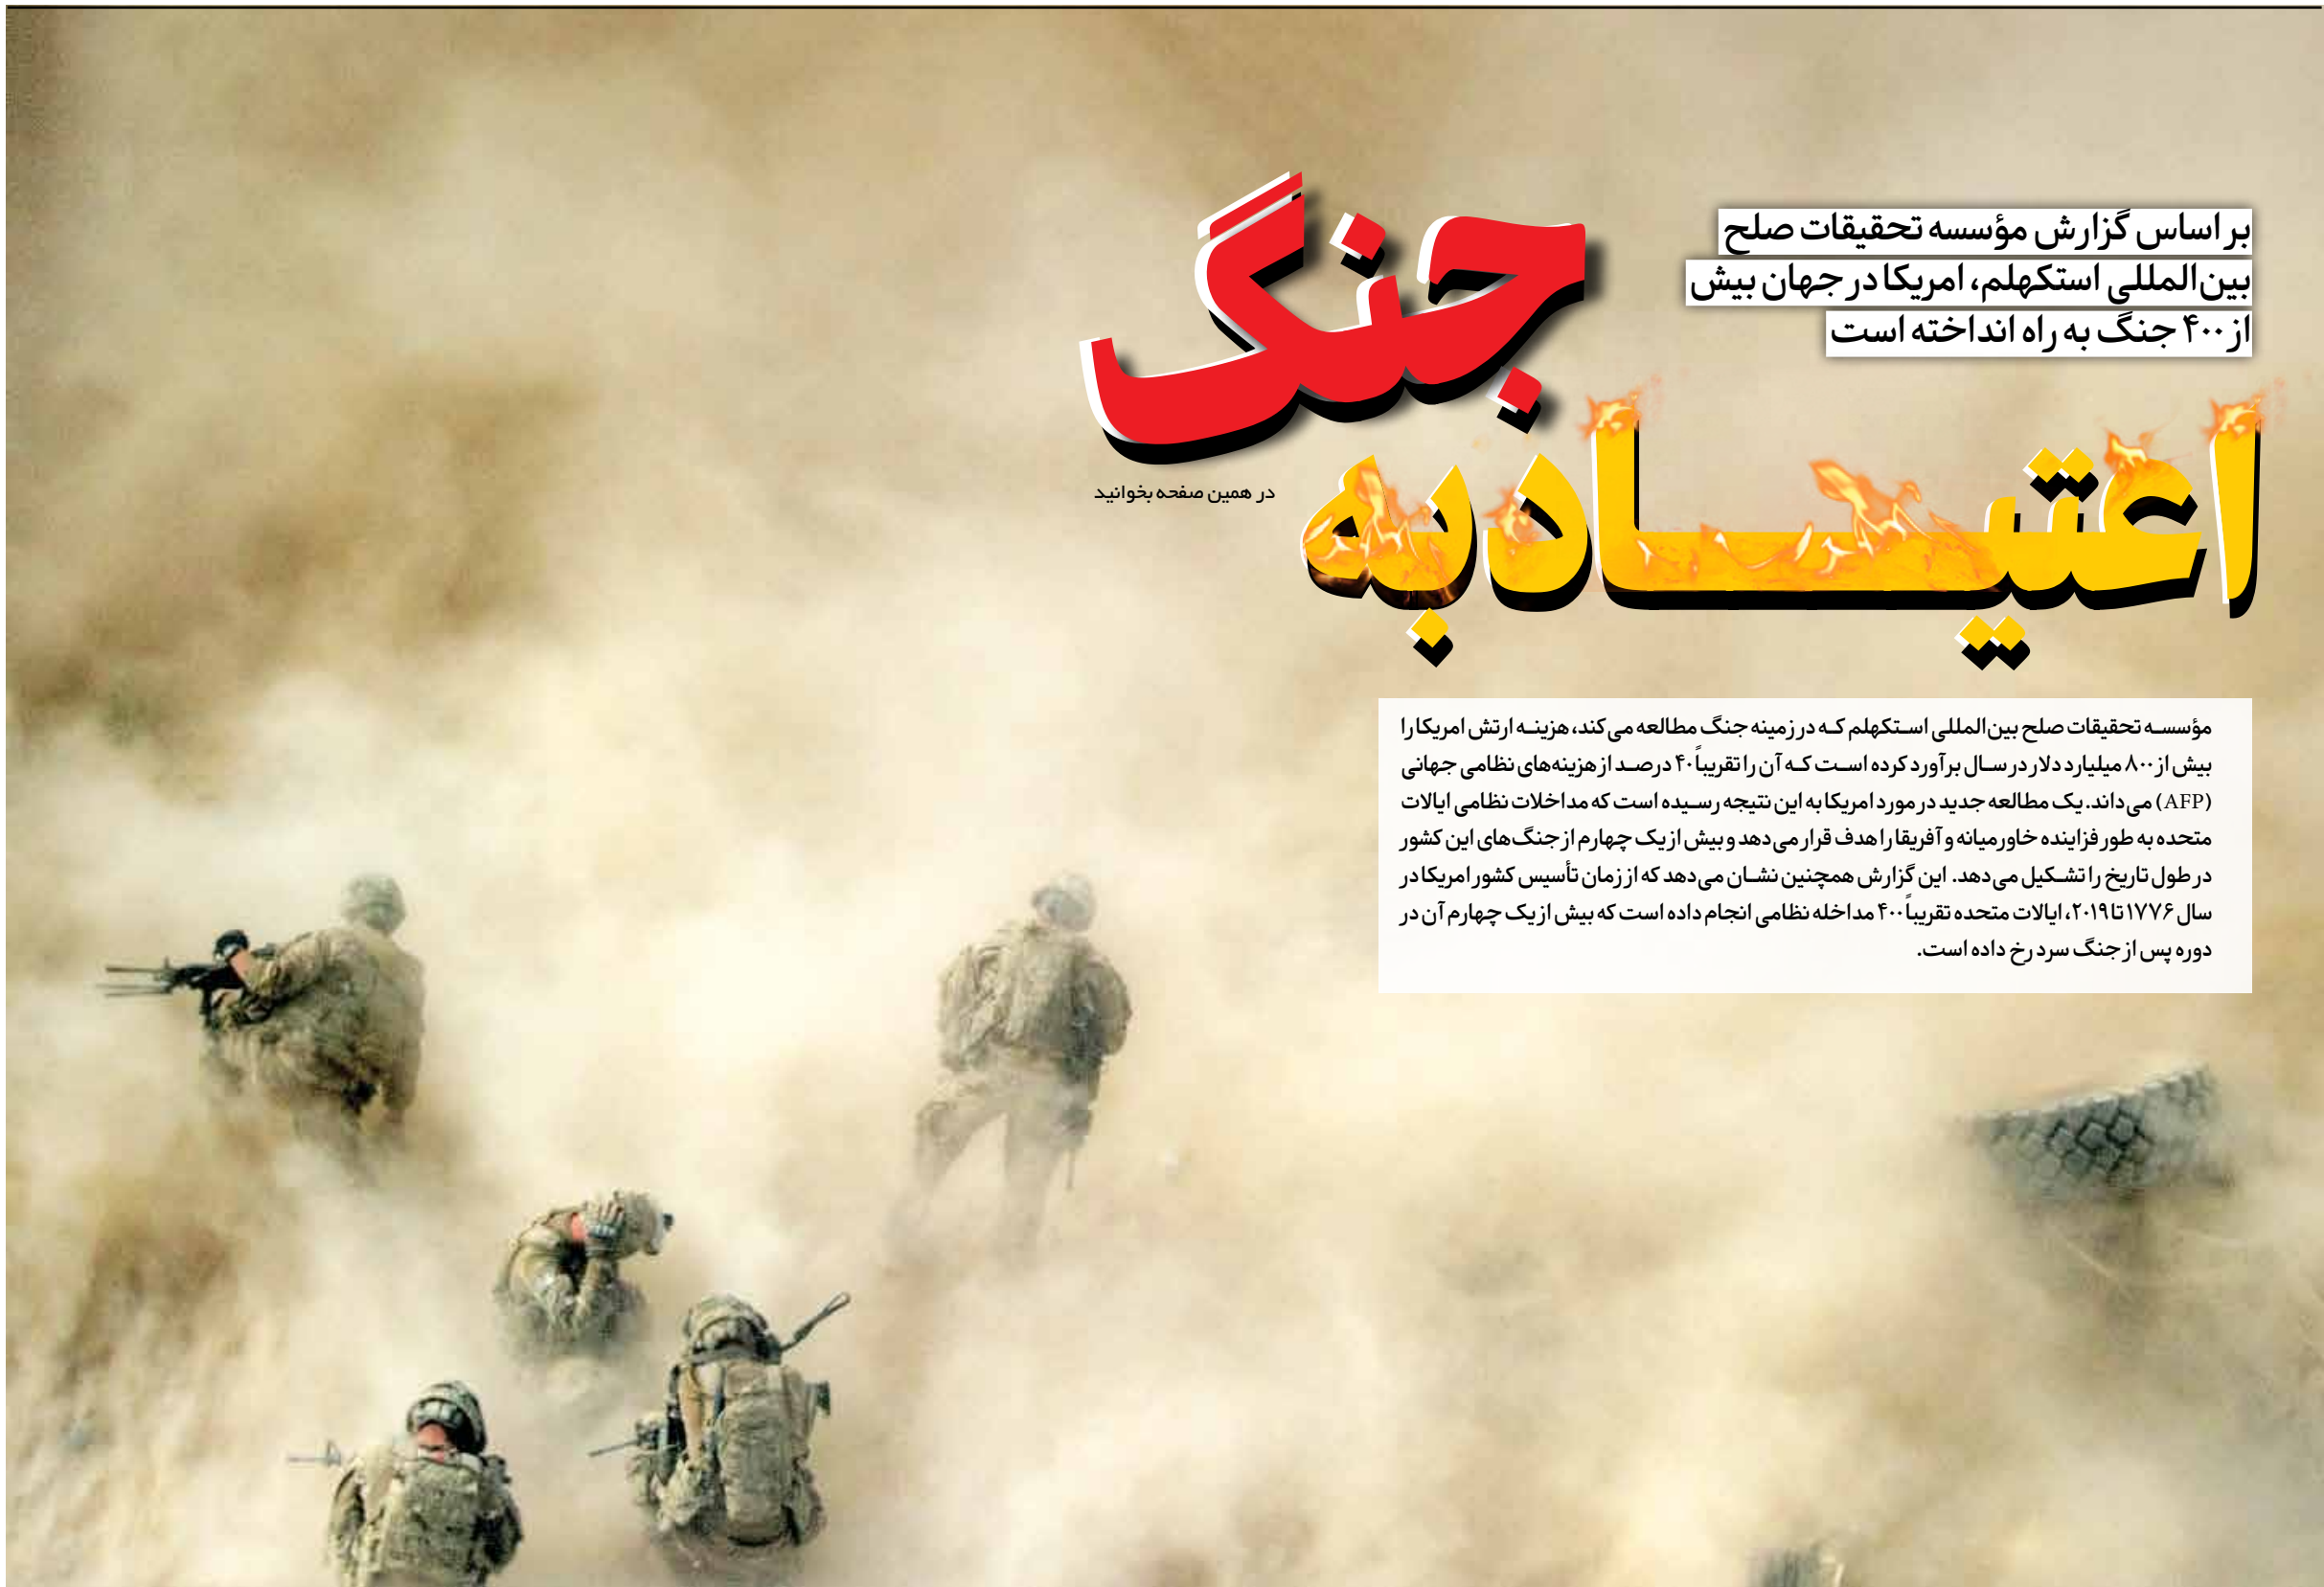 بر اساس گزارش مؤسسه تحقیقات صلح
بین‌المللی استکهلم، امریکا در جهان بیش
از ۴۰۰ جنگ به راه انداخته است
اعتیاد به
جنگ
در همین صفحه بخوانید
مؤسسه تحقیقات صلح بین‌المللی استکهلم که در زمینه جنگ مطالعه می‌کند، هزینه ارتش امریکا را
بیش از ۸۰۰ میلیارد دلار در سال برآورد کرده است که آن را تقریباً ۴۰ درصد از هزینه‌های نظامی جهانی
(AFP) می‌داند. یک مطالعه جدید در مورد امریکا به این نتیجه رسیده است که مداخلات نظامی ایالات
متحده به طور فزاینده خاورمیانه و آفریقا را هدف قرار می‌دهد و بیش از یک چهارم از جنگ‌های این کشور
در طول تاریخ را تشکیل می‌دهد. این گزارش همچنین نشان می‌دهد که از زمان تأسیس کشور امریکا در
سال ۱۷۷۶ تا ۲۰۱۹، ایالات متحده تقریباً ۴۰۰ مداخله نظامی انجام داده است که بیش از یک چهارم آن در
دوره پس از جنگ سرد رخ داده است.